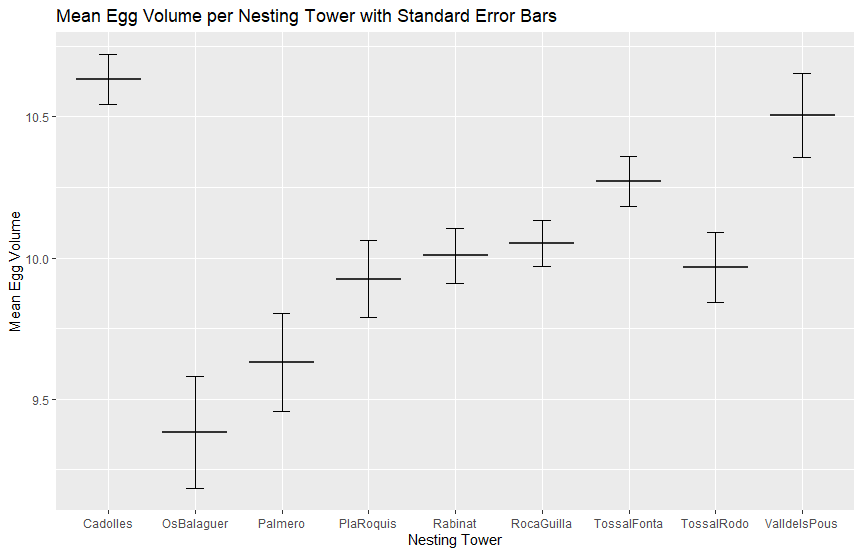 Mean Egg Volume per Nesting Tower with Standard Error Bars
Mean Egg Volume
10.5
10.0
9.5
Cadolles OsBalaguer Palmero PlaRoquis Rabinat RocaGuilla TossalFonta TossalRodo ValldelsPous
Nesting Tower